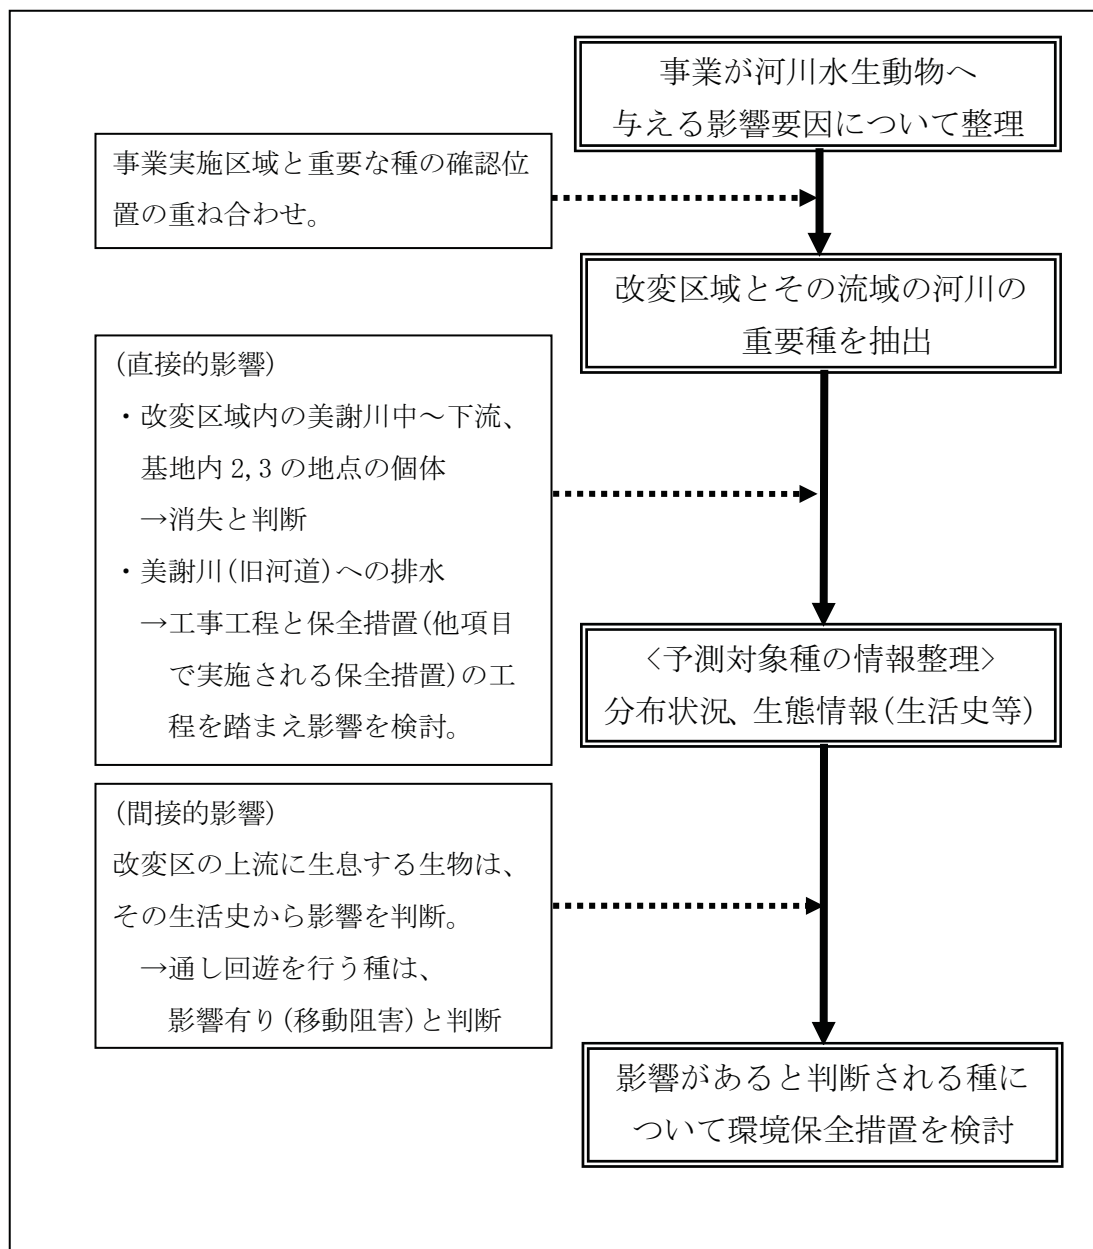 事業が河川水生動物へ
与える影響要因について整理
事業実施区域と重要な種の確認位
置の重ね合わせ。
改変区域とその流域の河川の
重要種を抽出
(直接的影響)
・改変区域内の美謝川中～下流、
基地内 2,3 の地点の個体
→消失と判断
・美謝川(旧河道)への排水
→工事工程と保全措置(他項目
で実施される保全措置)の工
程を踏まえ影響を検討。
<予測対象種の情報整理>
分布状況、生態情報(生活史等)
(間接的影響)
改変区の上流に生息する生物は、
その生活史から影響を判断。
→通し回遊を行う種は、
影響有り(移動阻害)と判断
影響があると判断される種に
ついて環境保全措置を検討